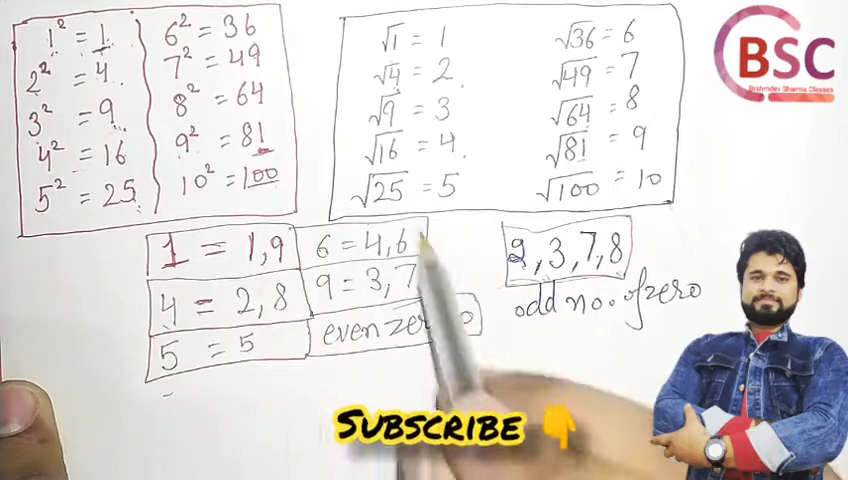 1² = 1
2² = 4
3² = 9
4² = 16
5² = 25
6² = 36
7² = 49
8² = 64
9² = 81
10² = 100
√1 = 1
√4 = 2
√9 = 3
√16 = 4
√25 = 5
√36 = 6
√49 = 7
√64 = 8
√81 = 9
√100 = 10
BSC
Brahmdev Sharma Classes
1 = 1,9
4 = 2,8
5 = 5
6 = 4,6
9 = 3,7
2,3,7,8
odd no. of zero
SUBSCRIBE